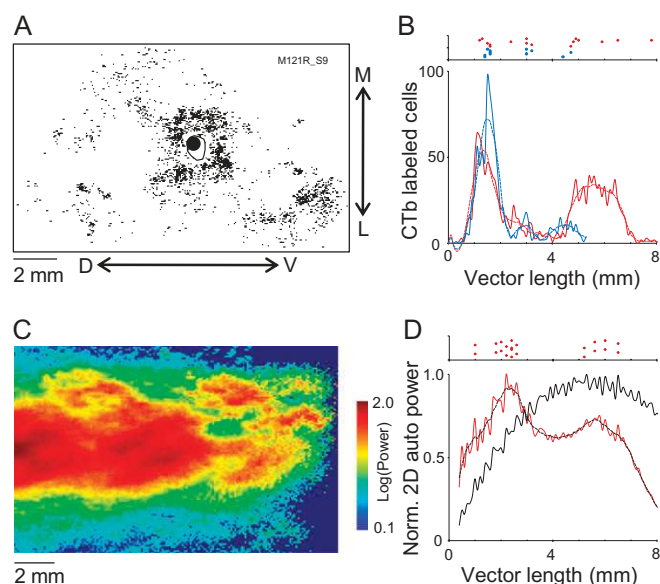 A
M121R_S9
M
L
2 mm
D
V
B
CTb labeled cells
100
50
0
0
4
8
Vector length (mm)
C
2.0
Log(Power)
0.1
2 mm
D
Norm. 2D auto power
1.0
0.5
0
0
4
8
Vector length (mm)